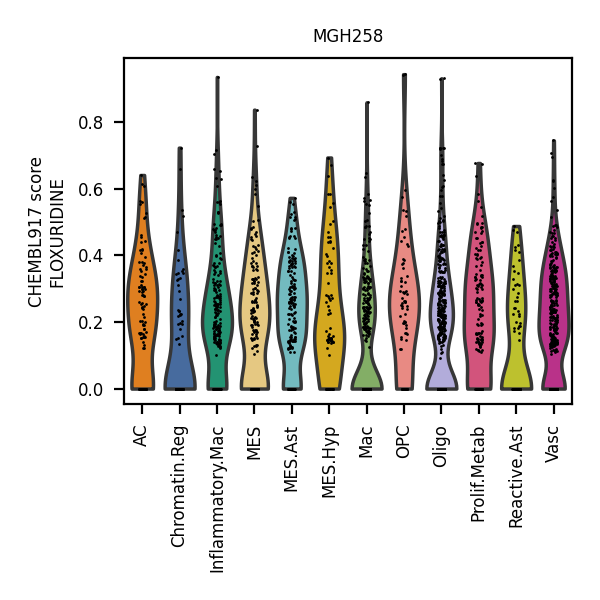 MGH258
CHEMBL917 score
FLOXURIDINE
0.8
0.6
0.4
0.2
0.0
AC
Chromatin.Reg
Inflammatory.Mac
MES
MES.Ast
MES.Hyp
Mac
OPC
Oligo
Prolif.Metab
Reactive.Ast
Vasc